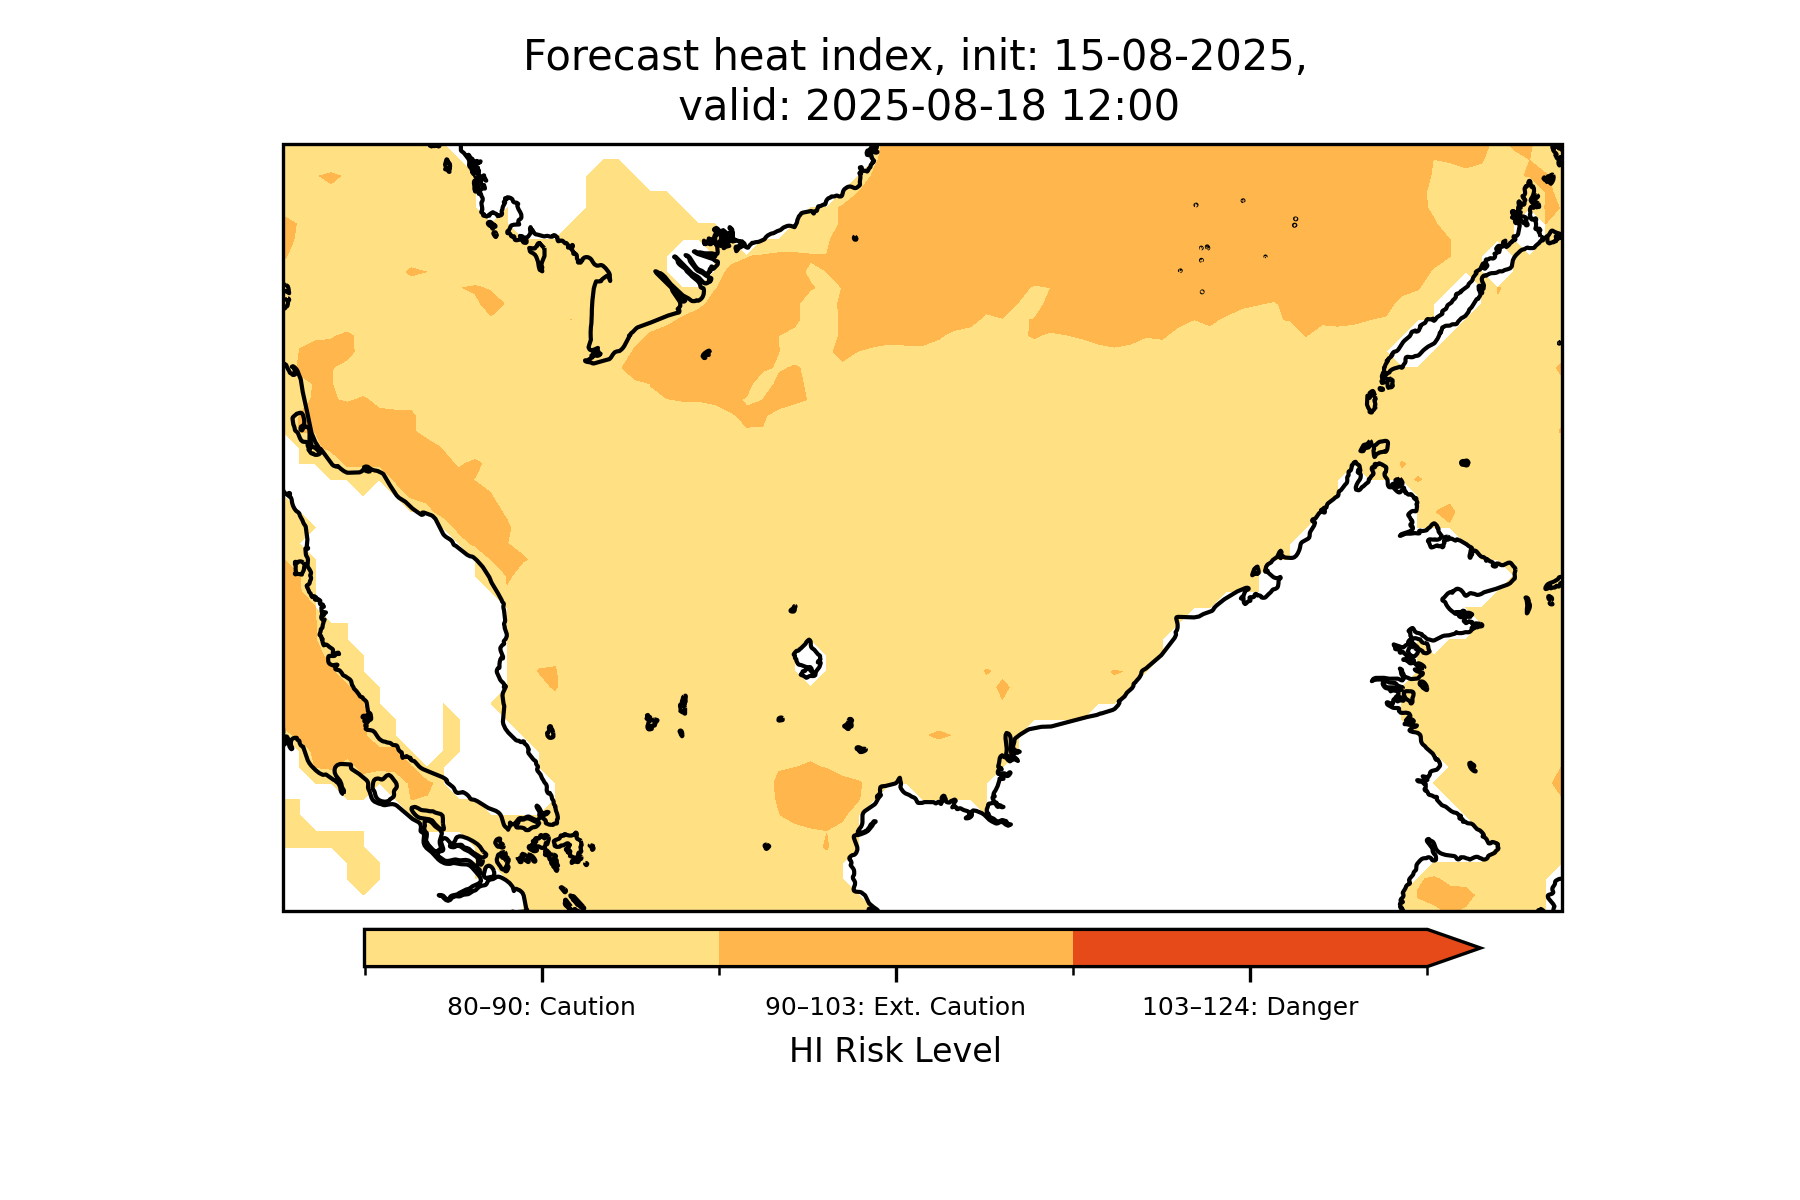 Forecast heat index, init: 15-08-2025,
valid: 2025-08-18 12:00
80–90: Caution
90–103: Ext. Caution
103–124: Danger
HI Risk Level